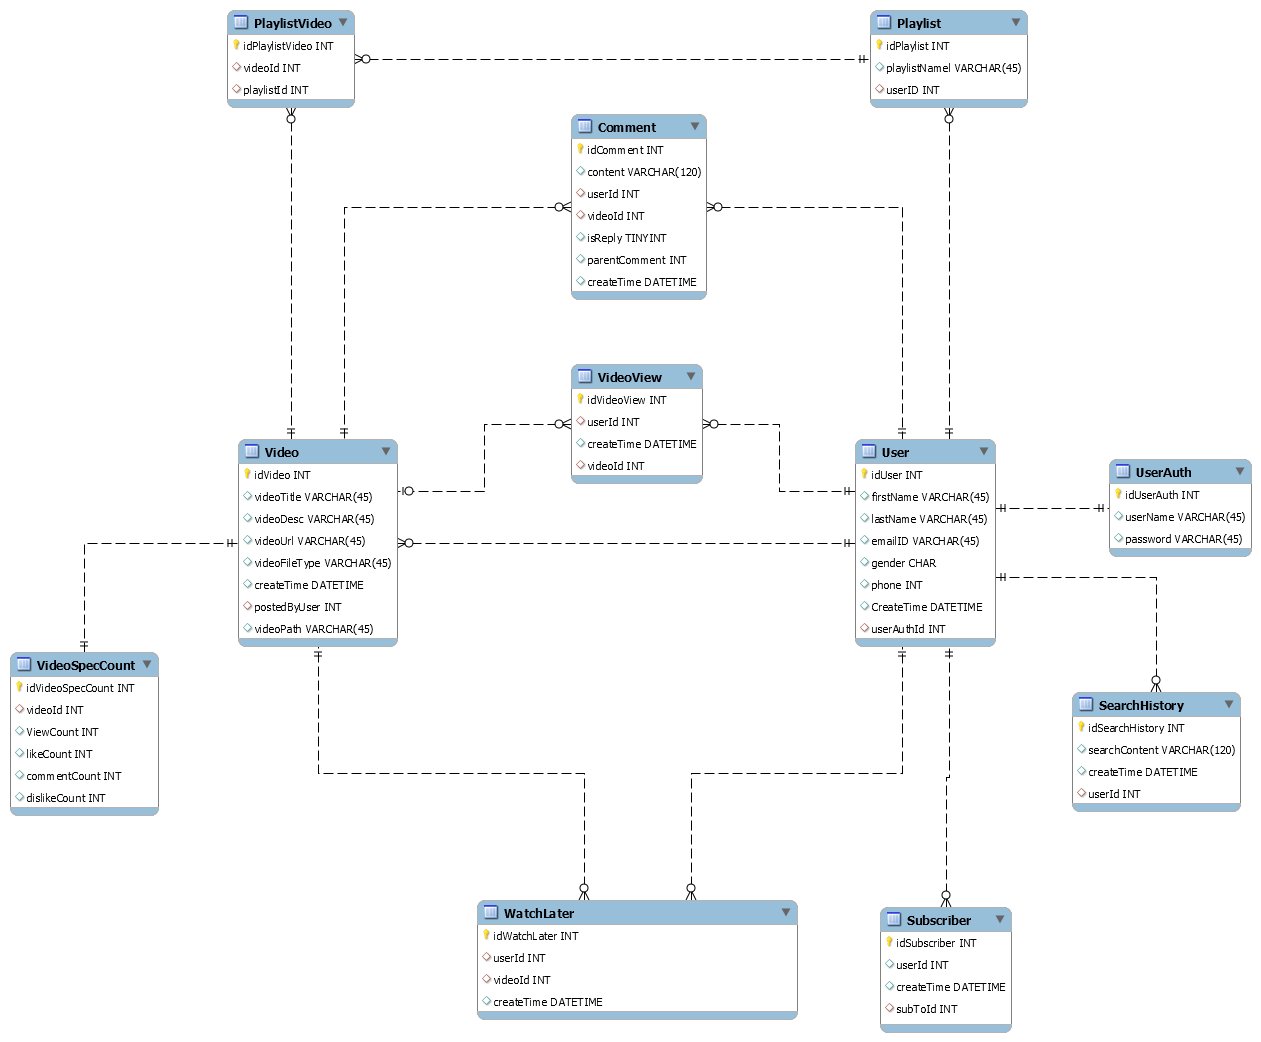 PlaylistVideo
idPlaylistVideo INT
videoId INT
playlistId INT
Playlist
idPlaylist INT
playlistNamel VARCHAR(45)
userID INT
Comment
idComment INT
content VARCHAR(120)
userId INT
videoId INT
isReply TINYINT
parentComment INT
createTime DATETIME
VideoView
idVideoView INT
userId INT
createTime DATETIME
videoId INT
Video
idVideo INT
videoTitle VARCHAR(45)
videoDesc VARCHAR(45)
videoUrl VARCHAR(45)
videoFileType VARCHAR(45)
createTime DATETIME
postedByUser INT
videoPath VARCHAR(45)
User
idUser INT
firstName VARCHAR(45)
lastName VARCHAR(45)
emailID VARCHAR(45)
gender CHAR
phone INT
CreateTime DATETIME
userAuthId INT
UserAuth
idUserAuth INT
userName VARCHAR(45)
password VARCHAR(45)
VideoSpecCount
idVideoSpecCount INT
videoId INT
ViewCount INT
likeCount INT
commentCount INT
dislikeCount INT
SearchHistory
idSearchHistory INT
searchContent VARCHAR(120)
createTime DATETIME
userId INT
WatchLater
idWatchLater INT
userId INT
videoId INT
createTime DATETIME
Subscriber
idSubscriber INT
userId INT
createTime DATETIME
subToId INT